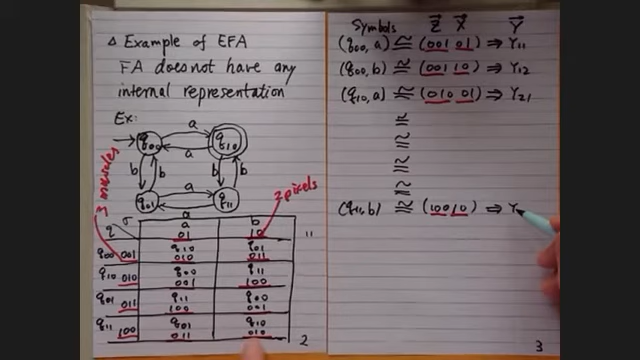 △ Example of EFA
FA does not have any
internal representation
Ex:
q00 a q10
a
b b b b
q01 a q11
a
3 muscles
2 pixels
σ a b
q 01 10
q00 001 q10 010 q01 011
q10 010 q00 001 q11 100
q01 011 q11 100 q00 001
q11 100 q01 011 q10 010
"
2
Symbols Z⃗ X⃗ Y⃗
(q00, a) ≅ (001 01) ⇒ Y11
(q00, b) ≅ (001 10) ⇒ Y12
(q10, a) ≅ (010 01) ⇒ Y21
≅
≅
≅
≅
(q11, b) ≅ (100 10) ⇒ Y
3